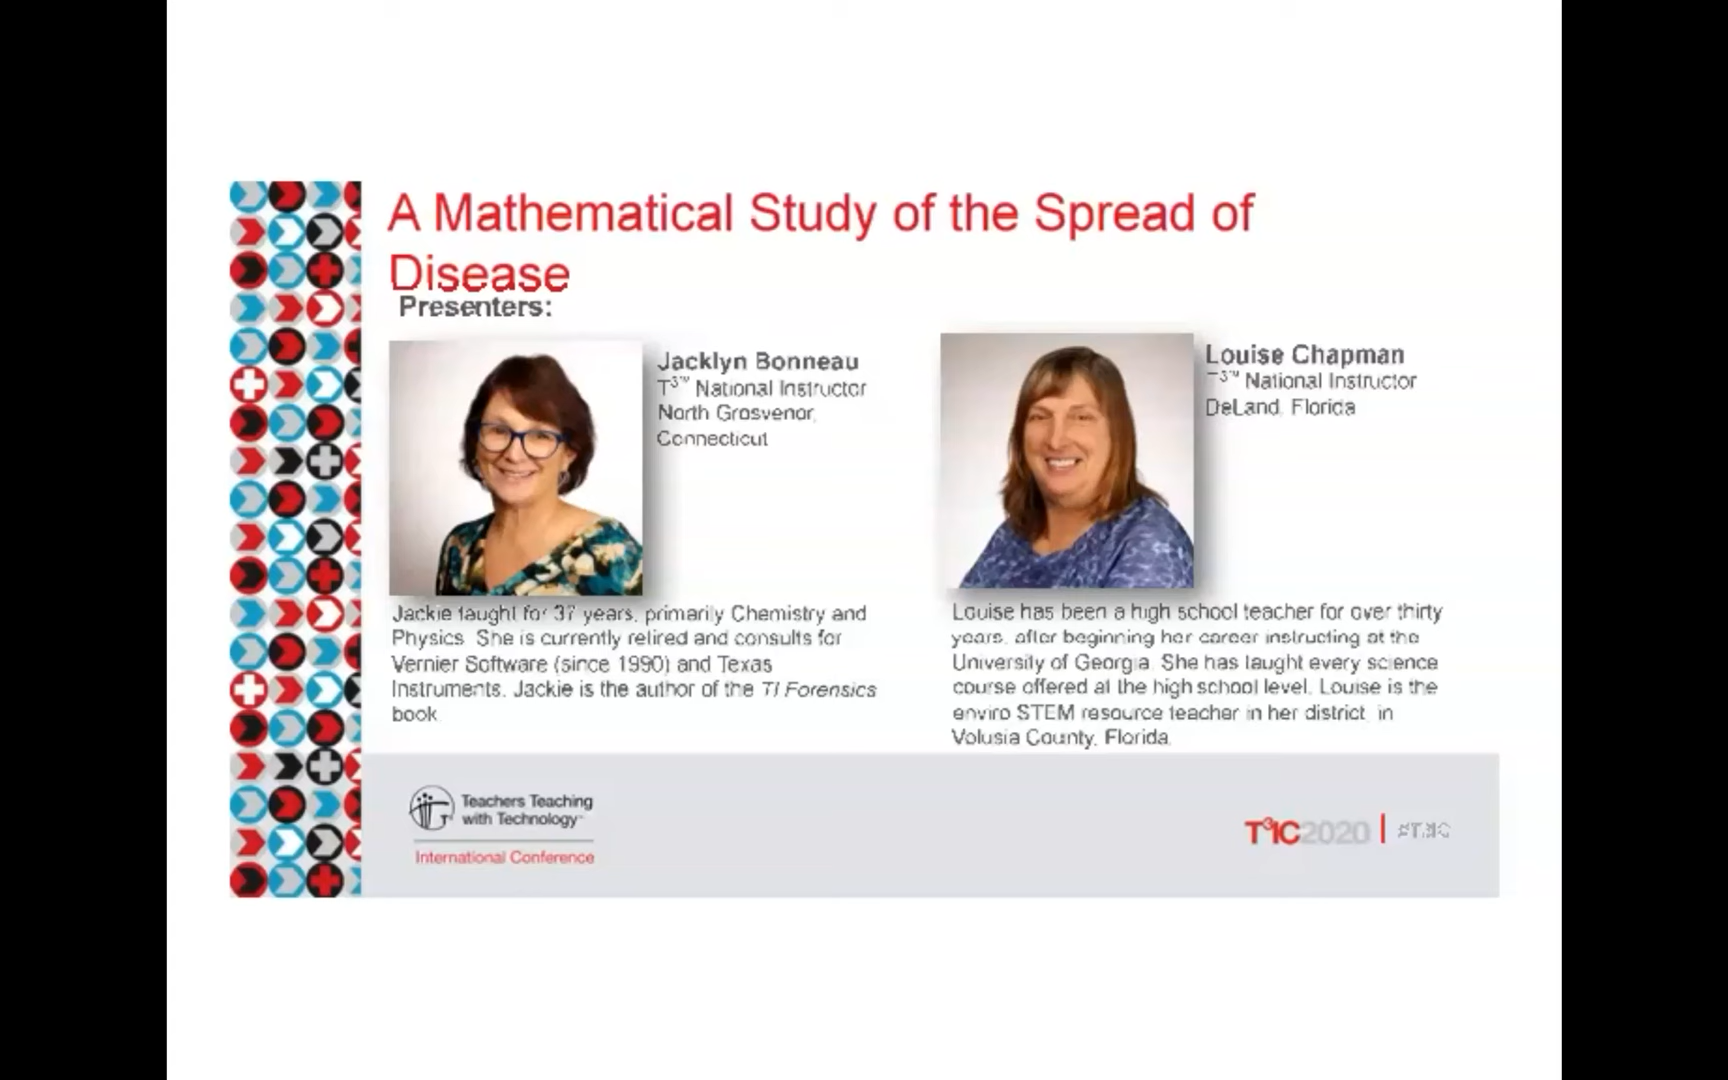 A Mathematical Study of the Spread of
Disease
Presenters:
Jacklyn Bonneau
T³™ National Instructor
North Grosvenor,
Connecticut
Jackie taught for 37 years, primarily Chemistry and
Physics. She is currently retired and consults for
Vernier Software (since 1990) and Texas
Instruments. Jackie is the author of the TI Forensics
book.
Louise Chapman
T³™ National Instructor
DeLand, Florida
Louise has been a high school teacher for over thirty
years, after beginning her career instructing at the
University of Georgia. She has taught every science
course offered at the high school level. Louise is the
enviro STEM resource teacher in her district, in
Volusia County, Florida.
Teachers Teaching
with Technology™
International Conference
T³IC2020 | #T3IC